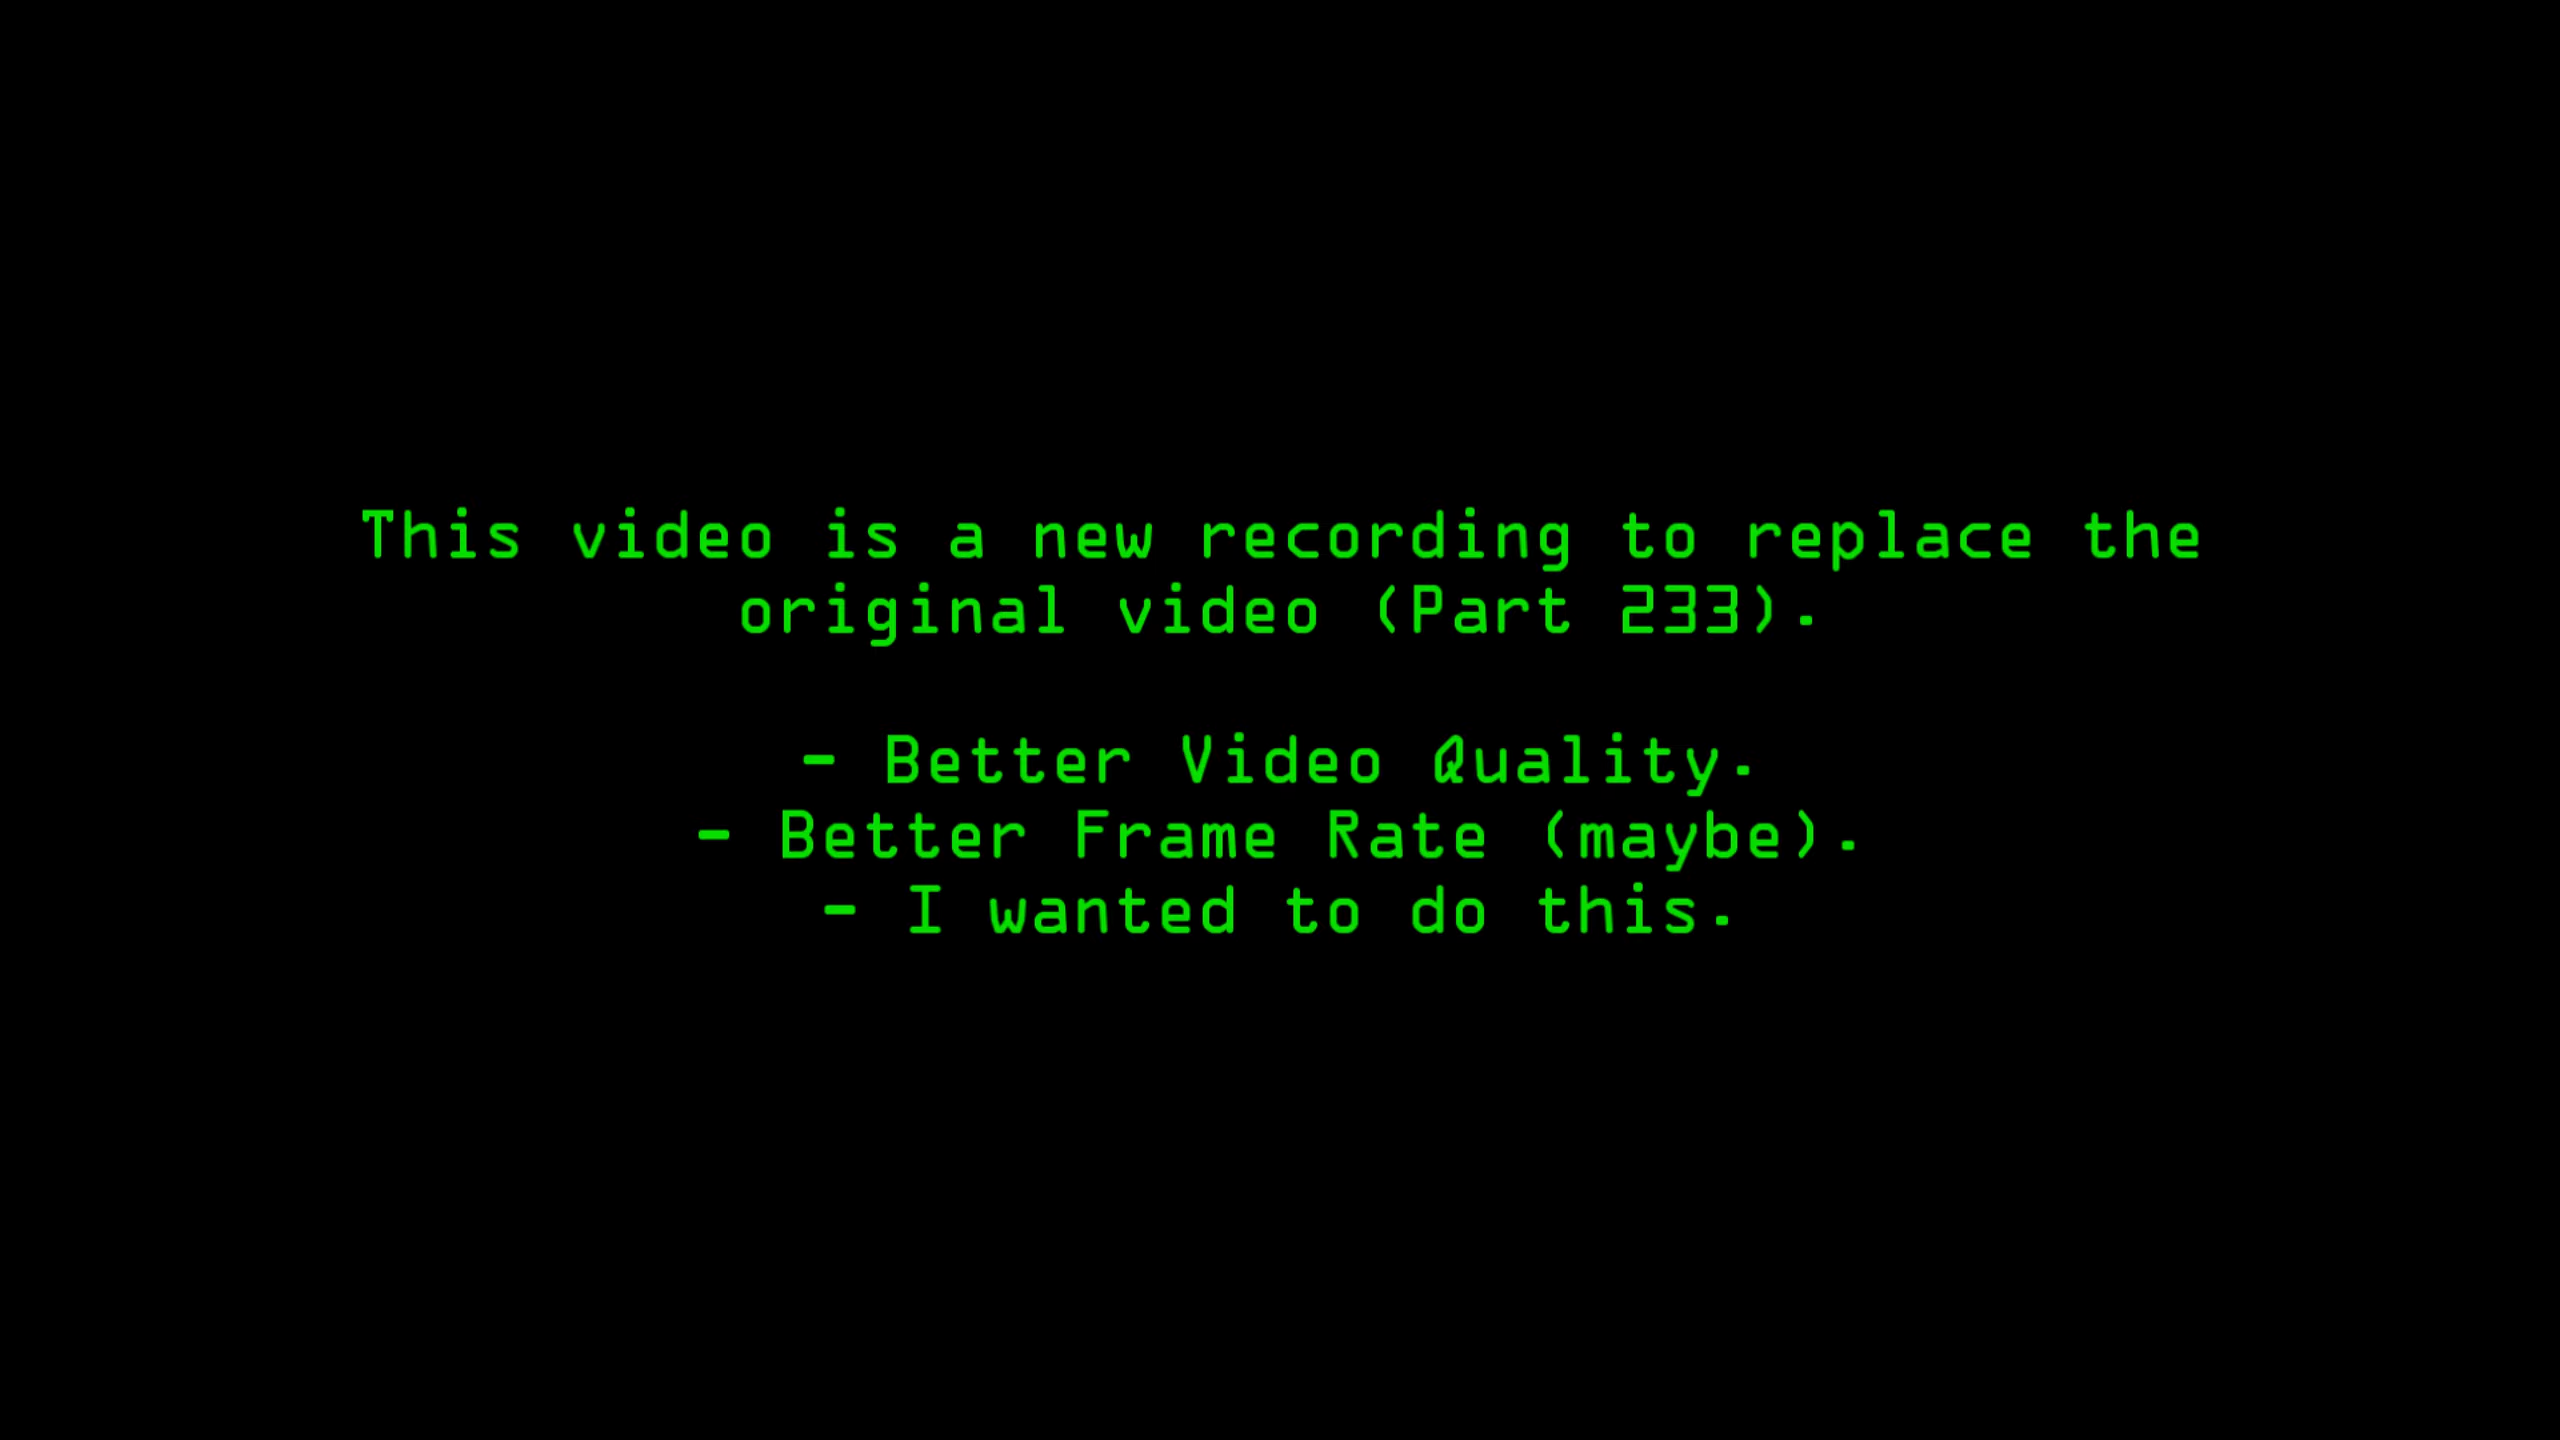 This video is a new recording to replace the
original video (Part 233).
- Better Video Quality.
- Better Frame Rate (maybe).
- I wanted to do this.